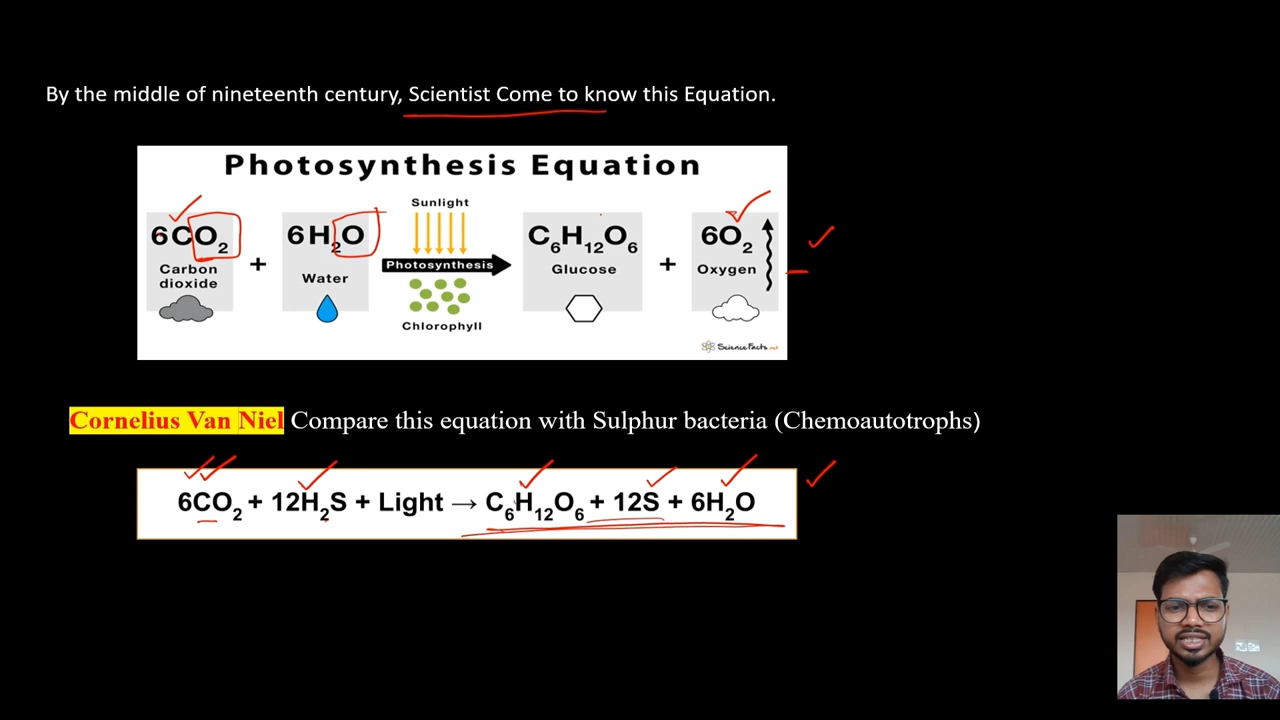 By the middle of nineteenth century, Scientist Come to know this Equation.
Photosynthesis Equation
Sunlight
6CO₂ + 6H₂O Photosynthesis C₆H₁₂O₆ + 6O₂
Carbon dioxide Water Glucose Oxygen
Chlorophyll
ScienceFacts.net
Cornelius Van Niel Compare this equation with Sulphur bacteria (Chemoautotrophs)
6CO₂ + 12H₂S + Light → C₆H₁₂O₆ + 12S + 6H₂O